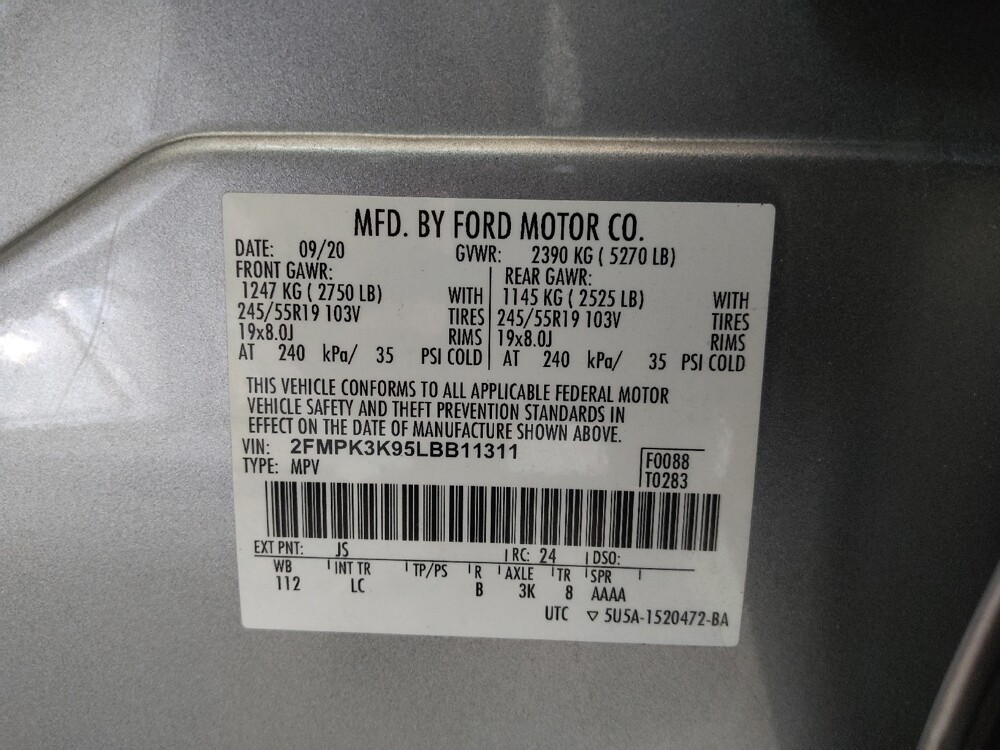 MFD. BY FORD MOTOR CO.
DATE: 09/20 GVWR: 2390 KG ( 5270 LB)
FRONT GAWR: REAR GAWR:
1247 KG ( 2750 LB) WITH 1145 KG ( 2525 LB) WITH
245/55R19 103V TIRES 245/55R19 103V TIRES
19x8.0J RIMS 19x8.0J RIMS
AT 240 kPa/ 35 PSI COLD AT 240 kPa/ 35 PSI COLD
THIS VEHICLE CONFORMS TO ALL APPLICABLE FEDERAL MOTOR
VEHICLE SAFETY AND THEFT PREVENTION STANDARDS IN
EFFECT ON THE DATE OF MANUFACTURE SHOWN ABOVE.
VIN: 2FMPK3K95LBB11311
TYPE: MPV
F0088
T0283
EXT PNT: JS RC: 24 DSO:
WB INT TR TP/PS R AXLE TR SPR
112 LC B 3K 8 AAAA
UTC ▽ 5U5A-1520472-BA